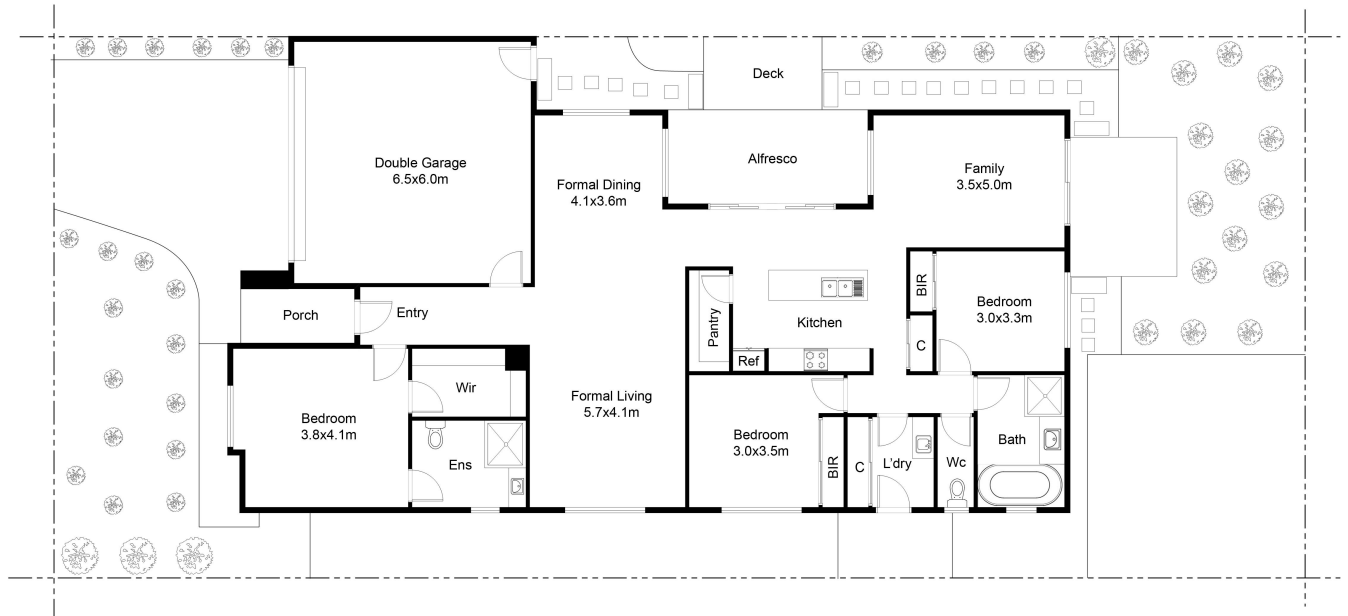 Deck
Double Garage
6.5x6.0m
Alfresco
Formal Dining
4.1x3.6m
Family
3.5x5.0m
Porch
Entry
Pantry
Kitchen
Ref
BIR
C
Bedroom
3.0x3.3m
Bedroom
3.8x4.1m
Wir
Ens
Formal Living
5.7x4.1m
Bedroom
3.0x3.5m
BIR
C
L'dry
Wc
Bath